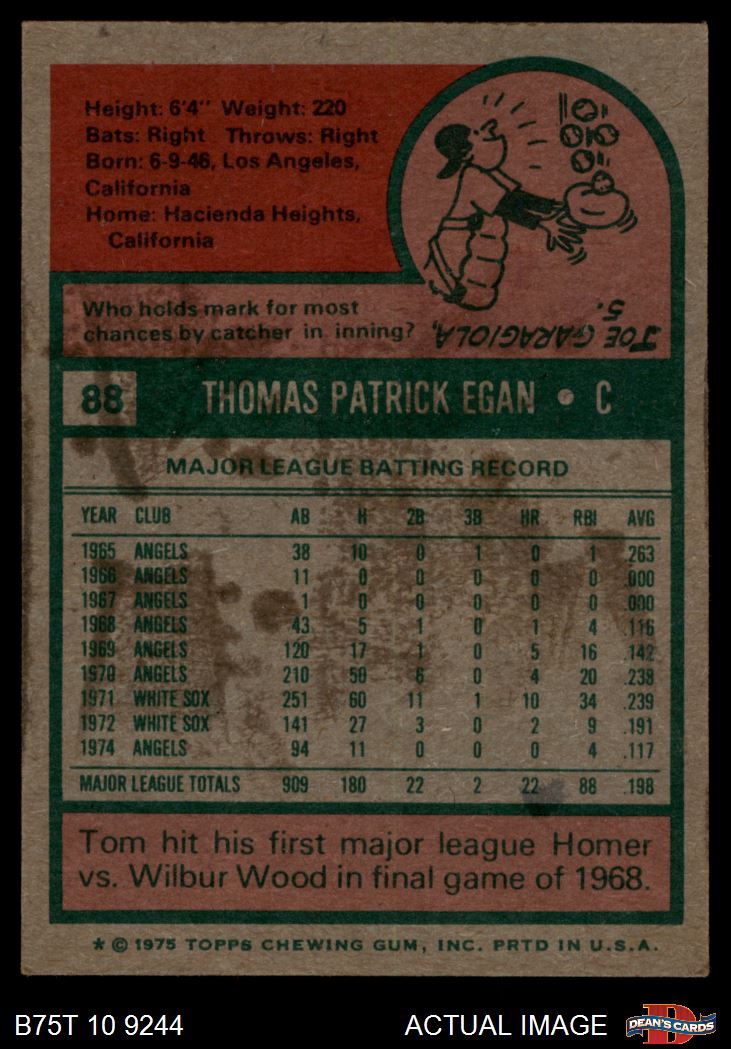 Height: 6'4" Weight: 220
Bats: Right Throws: Right
Born: 6-9-46, Los Angeles,
California
Home: Hacienda Heights,
California
Who holds mark for most
chances by catcher in inning?
JOE GARAGIOLA,
5.
88 THOMAS PATRICK EGAN • C
MAJOR LEAGUE BATTING RECORD
YEAR CLUB AB H 2B 3B HR RBI AVG
1965 ANGELS 38 10 0 1 0 1 .263
1966 ANGELS 11 0 0 0 0 0 .000
1967 ANGELS 1 0 0 0 0 0 .000
1968 ANGELS 43 5 1 0 1 4 .116
1969 ANGELS 120 17 1 0 5 16 .142
1970 ANGELS 210 50 6 0 4 20 .238
1971 WHITE SOX 251 60 11 1 10 34 .239
1972 WHITE SOX 141 27 3 0 2 9 .191
1974 ANGELS 94 11 0 0 0 4 .117
MAJOR LEAGUE TOTALS 909 180 22 2 22 88 .198
Tom hit his first major league Homer
vs. Wilbur Wood in final game of 1968.
* © 1975 TOPPS CHEWING GUM, INC. PRTD IN U.S.A.
B75T 10 9244 ACTUAL IMAGE D DEAN'S CARDS